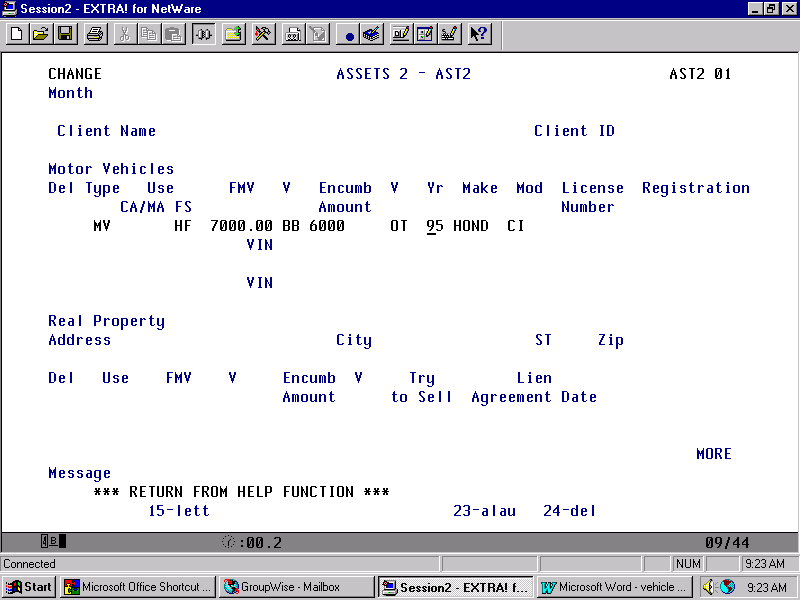 Session2 - EXTRA! for NetWare
CHANGE ASSETS 2 - AST2 AST2 01
Month
Client Name Client ID
Motor Vehicles
Del Type Use FMV V Encumb V Yr Make Mod License Registration
CA/MA FS Amount Number
MV HF 7000.00 BB 6000 OT 95 HOND CI
VIN
VIN
Real Property
Address City ST Zip
Del Use FMV V Encumb V Try Lien
Amount to Sell Agreement Date
MORE
Message
*** RETURN FROM HELP FUNCTION ***
15-lett 23-alau 24-del
:00.2 09/44
Connected NUM 9:23 AM
Start Microsoft Office Shortcut ... GroupWise - Mailbox Session2 - EXTRA! f... Microsoft Word - vehicle ... 9:23 AM